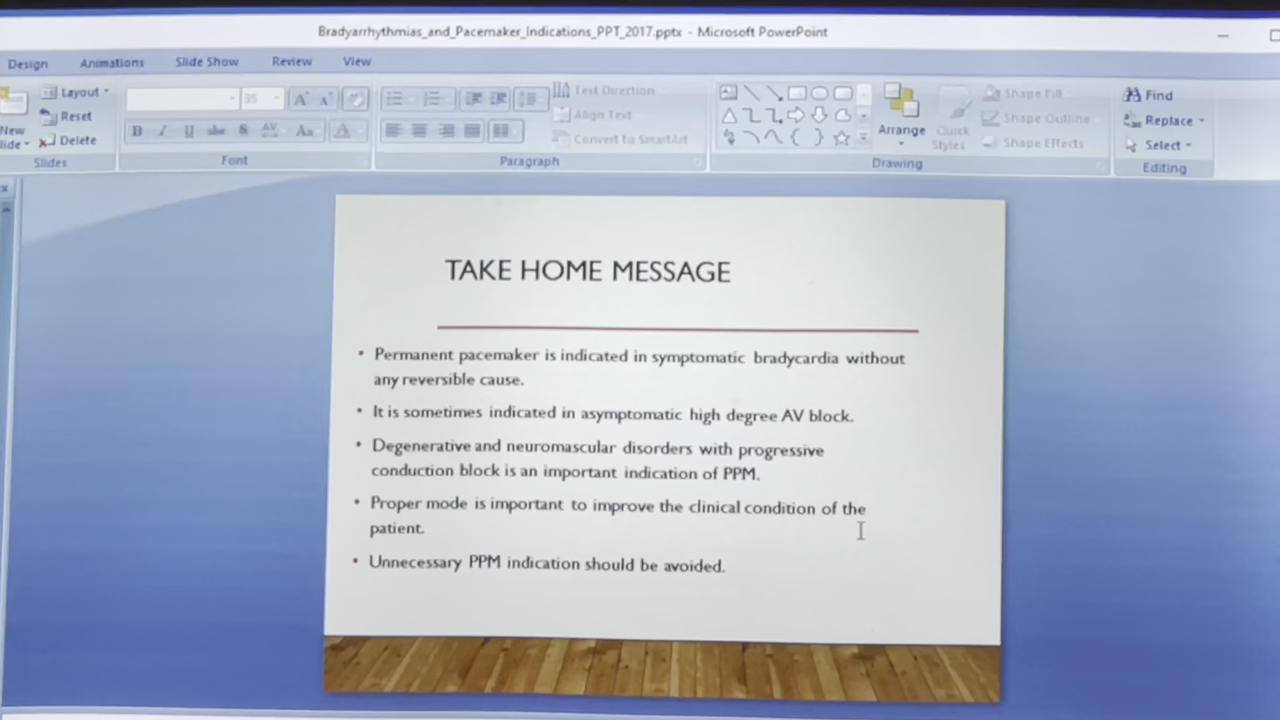 Bradyarrhythmias_and_Pacemaker_Indications_PPT_2017.pptx - Microsoft PowerPoint
Design Animations Slide Show Review View
Layout
Reset
New
Delete
Slides
35
B I U abc S AV Aa A
Font
Text Direction
Align Text
Convert to SmartArt
Paragraph
Arrange
Quick
Styles
Shape Fill
Shape Outline
Shape Effects
Drawing
Find
Replace
Select
Editing
TAKE HOME MESSAGE
• Permanent pacemaker is indicated in symptomatic bradycardia without
any reversible cause.
• It is sometimes indicated in asymptomatic high degree AV block.
• Degenerative and neuromascular disorders with progressive
conduction block is an important indication of PPM.
• Proper mode is important to improve the clinical condition of the
patient.
• Unnecessary PPM indication should be avoided.